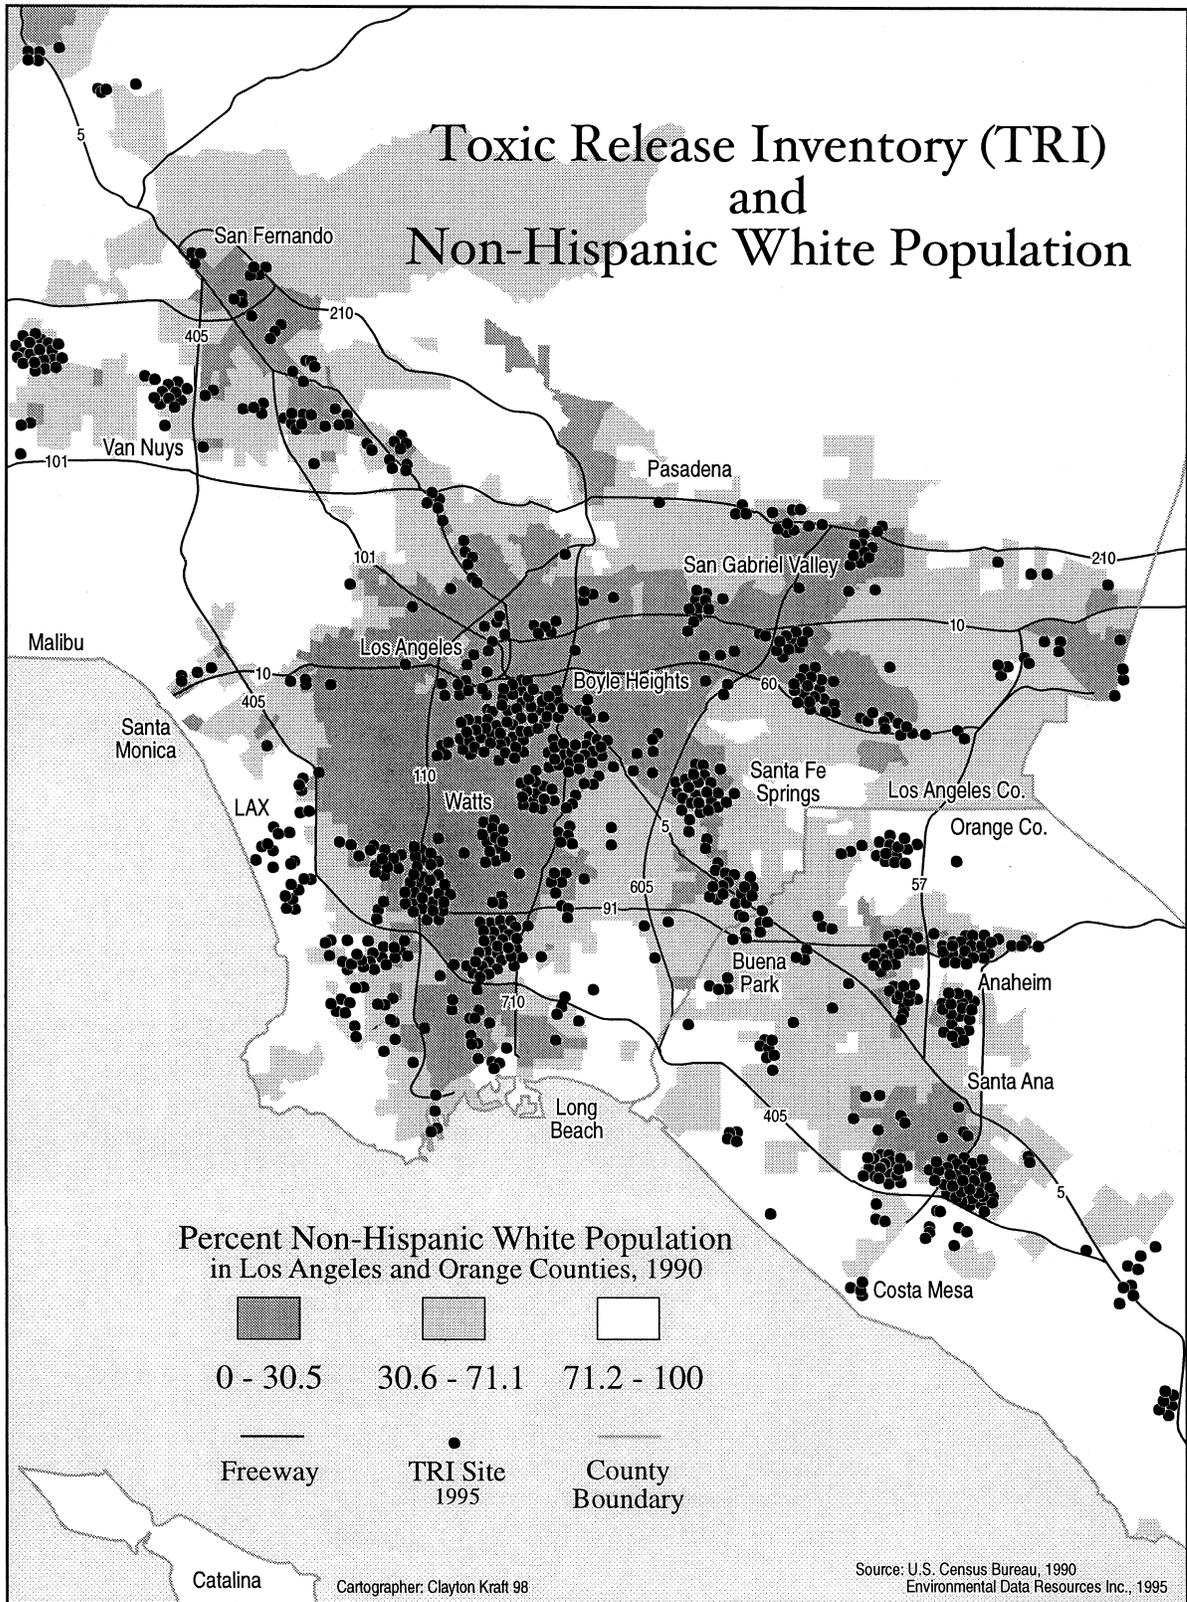 Toxic Release Inventory (TRI)
and
Non-Hispanic White Population
5
San Fernando
210
405
Van Nuys
101
Pasadena
101
San Gabriel Valley
210
10
Malibu
Los Angeles
10
Boyle Heights
60
405
Santa
Monica
110
Santa Fe
Springs
Los Angeles Co.
LAX
Watts
Orange Co.
5
605
57
91
Buena
Park
Anaheim
710
Santa Ana
Long
Beach
405
5
Costa Mesa
Percent Non-Hispanic White Population
in Los Angeles and Orange Counties, 1990
0 - 30.5
30.6 - 71.1
71.2 - 100
Freeway
TRI Site
1995
County
Boundary
Catalina
Cartographer: Clayton Kraft 98
Source: U.S. Census Bureau, 1990
Environmental Data Resources Inc., 1995